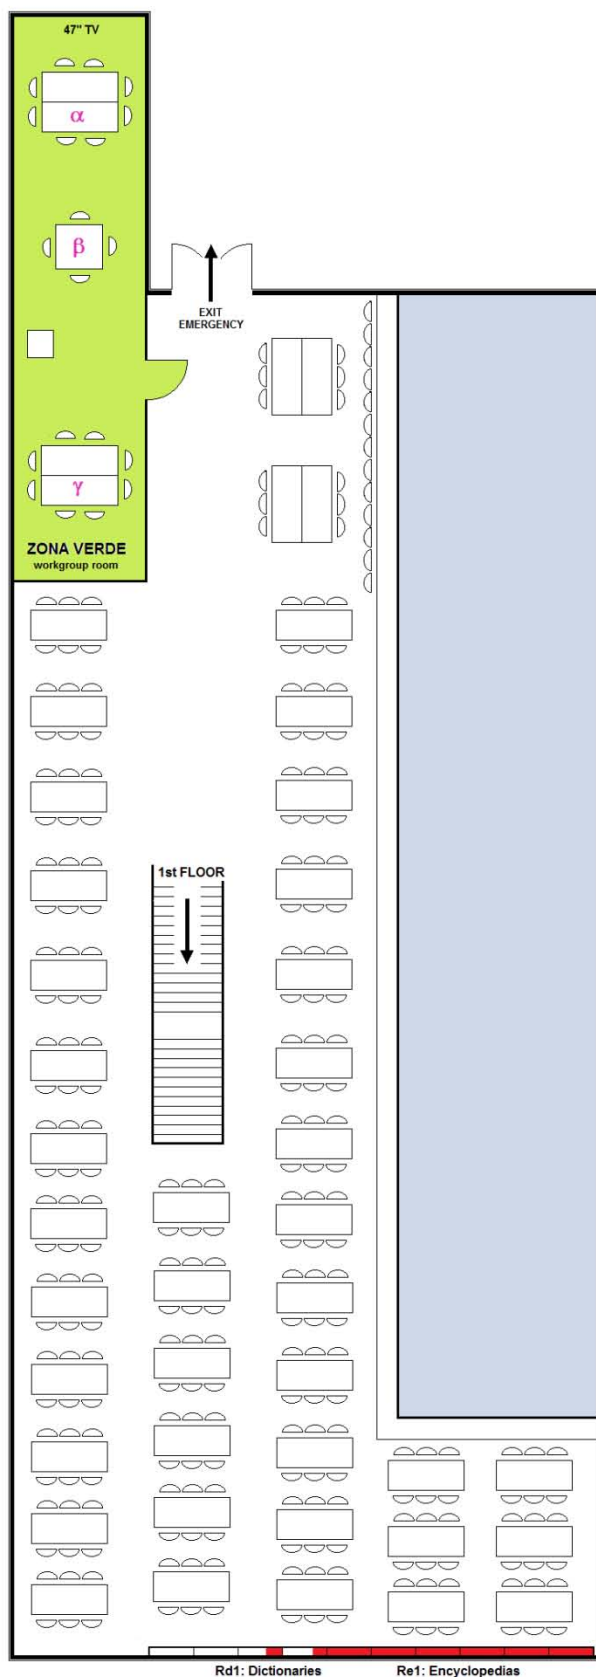 47" TV
α
β
EXIT
EMERGENCY
γ
ZONA VERDE
workgroup room
1st FLOOR
Rd1: Dictionaries Re1: Encyclopedias